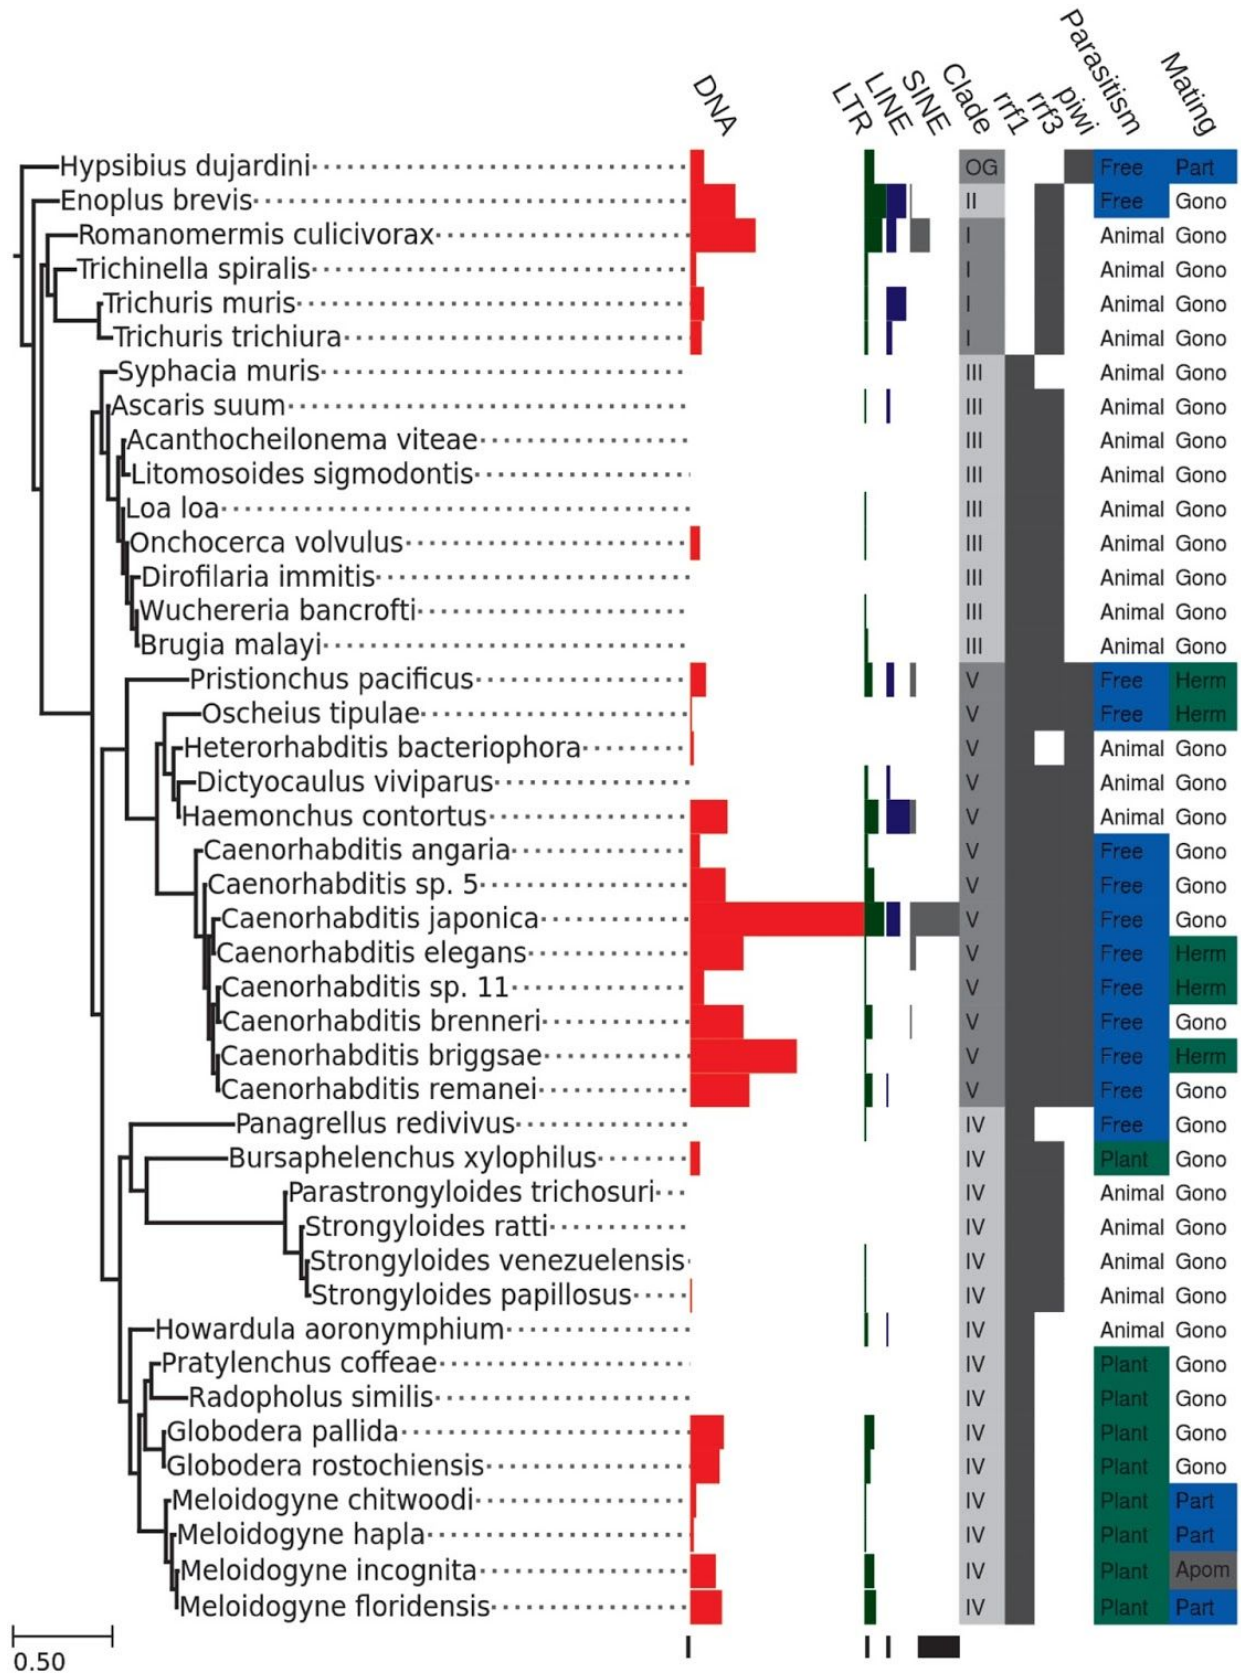 DNA LTR LINE SINE Clade rrf1 rrf3 piwi Parasitism Mating
Hypsibius dujardini OG Free Part
Enoplus brevis II Free Gono
Romanomermis culicivorax I Animal Gono
Trichinella spiralis I Animal Gono
Trichuris muris I Animal Gono
Trichuris trichiura I Animal Gono
Syphacia muris III Animal Gono
Ascaris suum III Animal Gono
Acanthocheilonema viteae III Animal Gono
Litomosoides sigmodontis III Animal Gono
Loa loa III Animal Gono
Onchocerca volvulus III Animal Gono
Dirofilaria immitis III Animal Gono
Wuchereria bancrofti III Animal Gono
Brugia malayi III Animal Gono
Pristionchus pacificus V Free Herm
Oscheius tipulae V Free Herm
Heterorhabditis bacteriophora V Animal Gono
Dictyocaulus viviparus V Animal Gono
Haemonchus contortus V Animal Gono
Caenorhabditis angaria V Free Gono
Caenorhabditis sp. 5 V Free Gono
Caenorhabditis japonica V Free Gono
Caenorhabditis elegans V Free Herm
Caenorhabditis sp. 11 V Free Herm
Caenorhabditis brenneri V Free Gono
Caenorhabditis briggsae V Free Herm
Caenorhabditis remanei V Free Gono
Panagrellus redivivus IV Free Gono
Bursaphelenchus xylophilus IV Plant Gono
Parastrongyloides trichosuri IV Animal Gono
Strongyloides ratti IV Animal Gono
Strongyloides venezuelensis IV Animal Gono
Strongyloides papillosus IV Animal Gono
Howardula aoronymphium IV Animal Gono
Pratylenchus coffeae IV Plant Gono
Radopholus similis IV Plant Gono
Globodera pallida IV Plant Gono
Globodera rostochiensis IV Plant Gono
Meloidogyne chitwoodi IV Plant Part
Meloidogyne hapla IV Plant Part
Meloidogyne incognita IV Plant Apom
Meloidogyne floridensis IV Plant Part
0.50